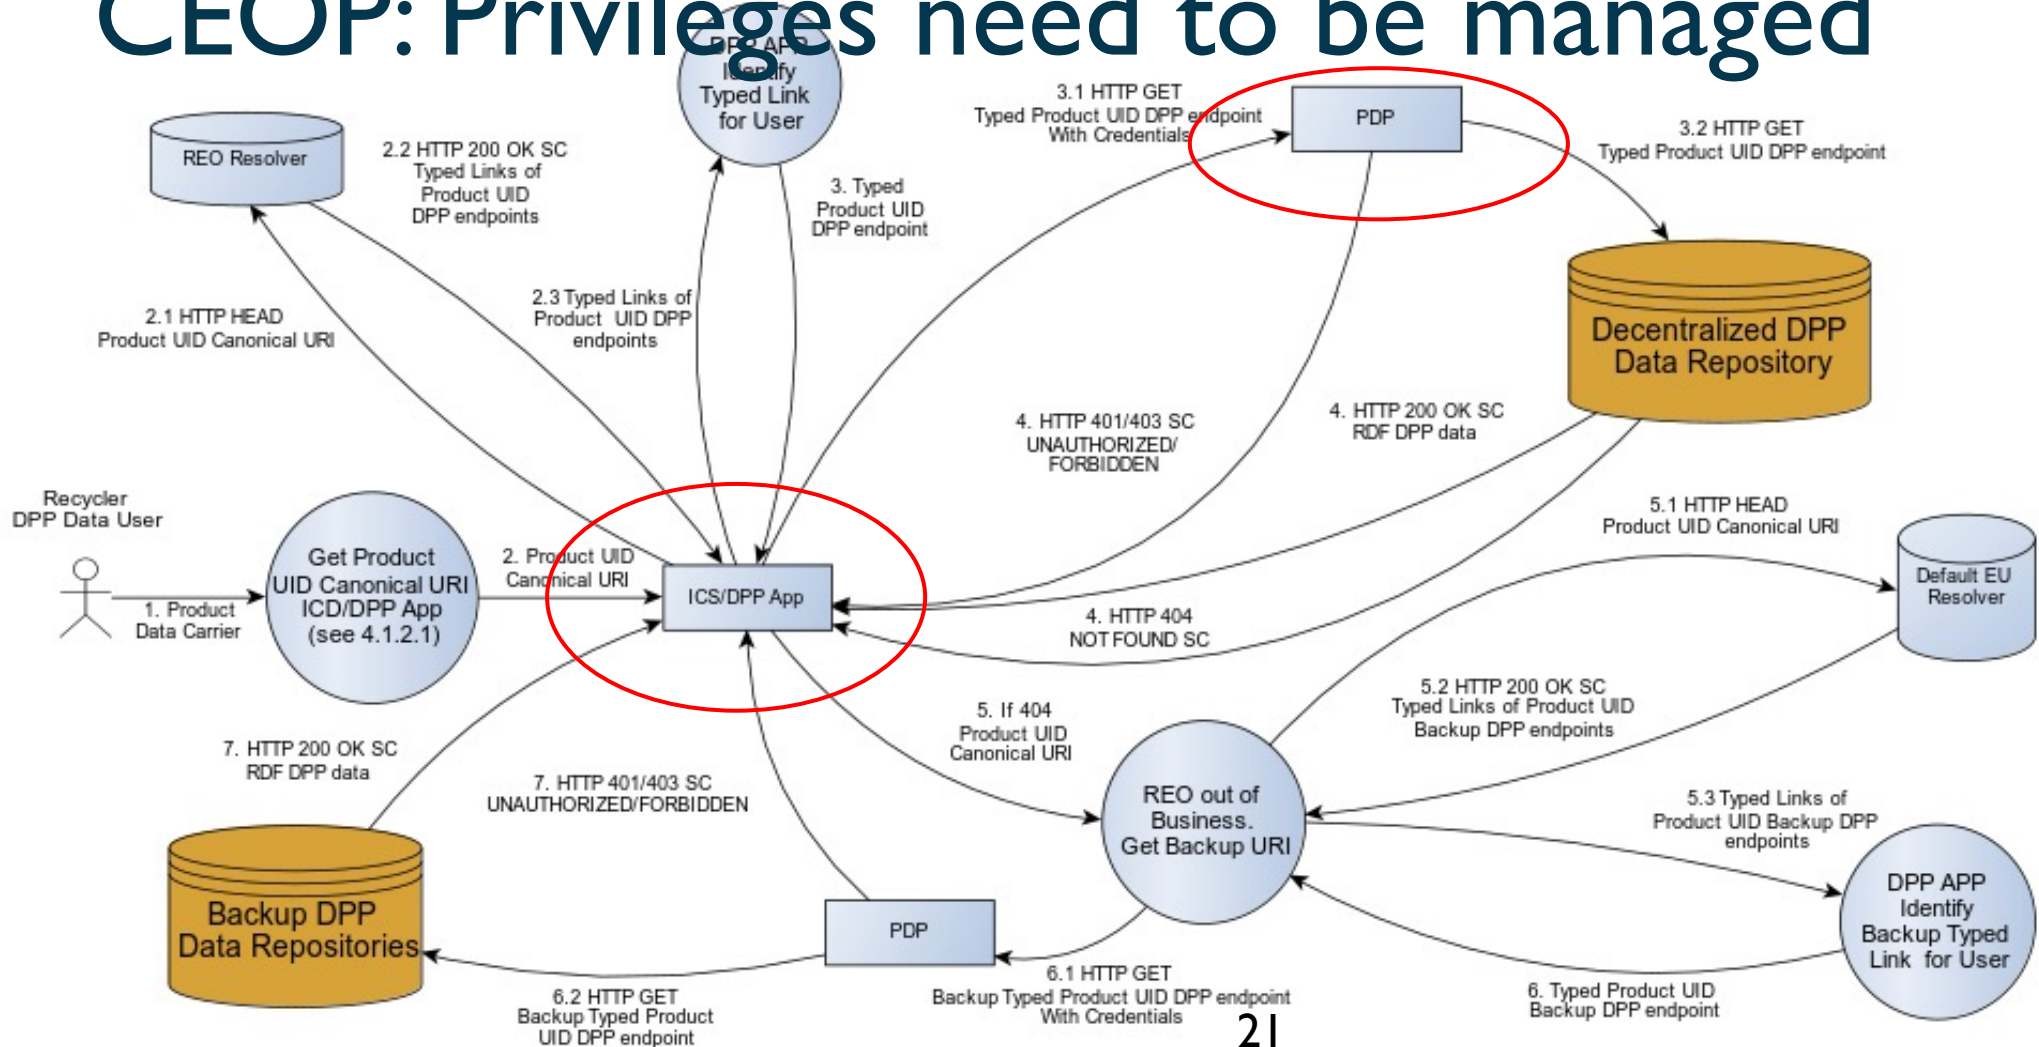 CEOP: Privileges need to be managed
DPP APP
Identify
Typed Link
for User
3.1 HTTP GET
Typed Product UID DPP endpoint
With Credentials
PDP
3.2 HTTP GET
Typed Product UID DPP endpoint
REO Resolver
2.2 HTTP 200 OK SC
Typed Links of
Product UID
DPP endpoints
3. Typed
Product UID
DPP endpoint
2.1 HTTP HEAD
Product UID Canonical URI
2.3 Typed Links of
Product UID DPP
endpoints
Decentralized DPP
Data Repository
4. HTTP 401/403 SC
UNAUTHORIZED/
FORBIDDEN
4. HTTP 200 OK SC
RDF DPP data
Recycler
DPP Data User
1. Product
Data Carrier
Get Product
UID Canonical URI
ICD/DPP App
(see 4.1.2.1)
2. Product UID
Canonical URI
ICS/DPP App
4. HTTP 404
NOT FOUND SC
5.1 HTTP HEAD
Product UID Canonical URI
Default EU
Resolver
5.2 HTTP 200 OK SC
Typed Links of Product UID
Backup DPP endpoints
5. If 404
Product UID
Canonical URI
7. HTTP 200 OK SC
RDF DPP data
7. HTTP 401/403 SC
UNAUTHORIZED/FORBIDDEN
REO out of
Business.
Get Backup URI
5.3 Typed Links of
Product UID Backup DPP
endpoints
Backup DPP
Data Repositories
PDP
DPP APP
Identify
Backup Typed
Link for User
6.2 HTTP GET
Backup Typed Product
UID DPP endpoint
6.1 HTTP GET
Backup Typed Product UID DPP endpoint
With Credentials
6. Typed Product UID
Backup DPP endpoint
21